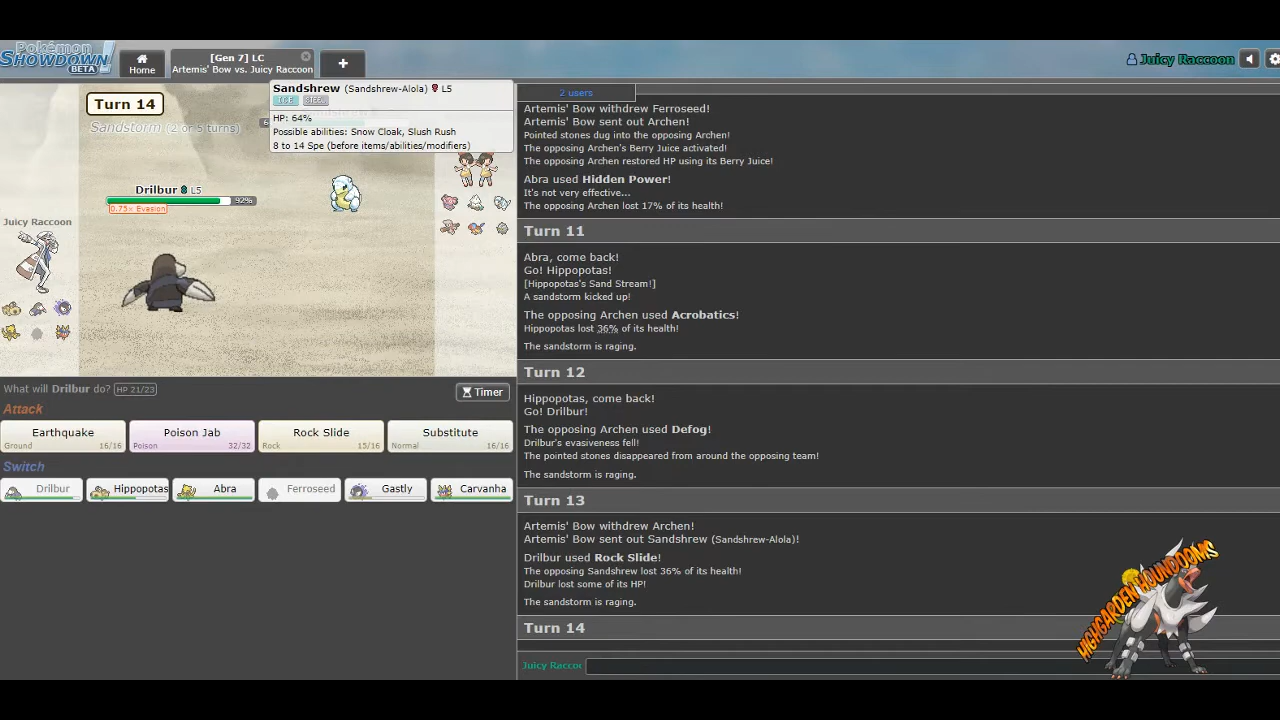 Pokémon
SHOWDOWN!
BETA
Home
[Gen 7] LC
Artemis' Bow vs. Juicy Raccoon
+
Juicy Raccoon
Turn 14
Sandstorm (2 or 5 turns)
Sandshrew (Sandshrew-Alola) L5
ICE STEEL
HP: 64%
Possible abilities: Snow Cloak, Slush Rush
8 to 14 Spe (before items/abilities/modifiers)
Drilbur L5
92%
0.75× Evasion
Juicy Raccoon
What will Drilbur do? HP 21/23
Timer
Attack
Earthquake
Ground 16/16
Poison Jab
Poison 32/32
Rock Slide
Rock 15/16
Substitute
Normal 16/16
Switch
Drilbur
Hippopotas
Abra
Ferroseed
Gastly
Carvanha
2 users
Artemis' Bow withdrew Ferroseed!
Artemis' Bow sent out Archen!
Pointed stones dug into the opposing Archen!
The opposing Archen's Berry Juice activated!
The opposing Archen restored HP using its Berry Juice!
Abra used Hidden Power!
It's not very effective...
The opposing Archen lost 17% of its health!
Turn 11
Abra, come back!
Go! Hippopotas!
[Hippopotas's Sand Stream!]
A sandstorm kicked up!
The opposing Archen used Acrobatics!
Hippopotas lost 36% of its health!
The sandstorm is raging.
Turn 12
Hippopotas, come back!
Go! Drilbur!
The opposing Archen used Defog!
Drilbur's evasiveness fell!
The pointed stones disappeared from around the opposing team!
The sandstorm is raging.
Turn 13
Artemis' Bow withdrew Archen!
Artemis' Bow sent out Sandshrew (Sandshrew-Alola)!
Drilbur used Rock Slide!
The opposing Sandshrew lost 36% of its health!
Drilbur lost some of its HP!
The sandstorm is raging.
Turn 14
Juicy Raccoo
HIGHGARDEN HOUNDOOMS